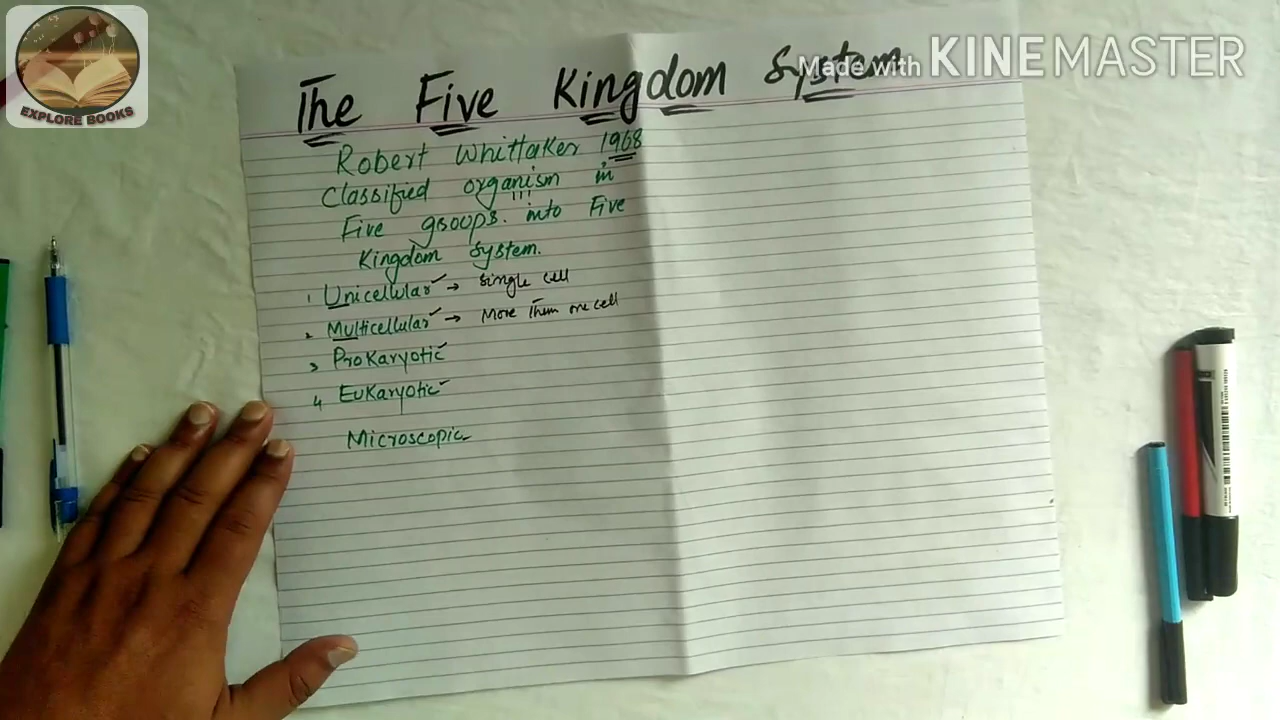 EXPLORE BOOKS
Made with KINEMASTER
The Five Kingdom System
Robert Whittaker 1968
Classified organism in
Five groups. into Five
Kingdom System.
1 Unicellular ✓ → Single cell
2 Multicellular ✓ → More Them one cell
3 Prokaryotic ✓
4 Eukaryotic ✓
Microscopic